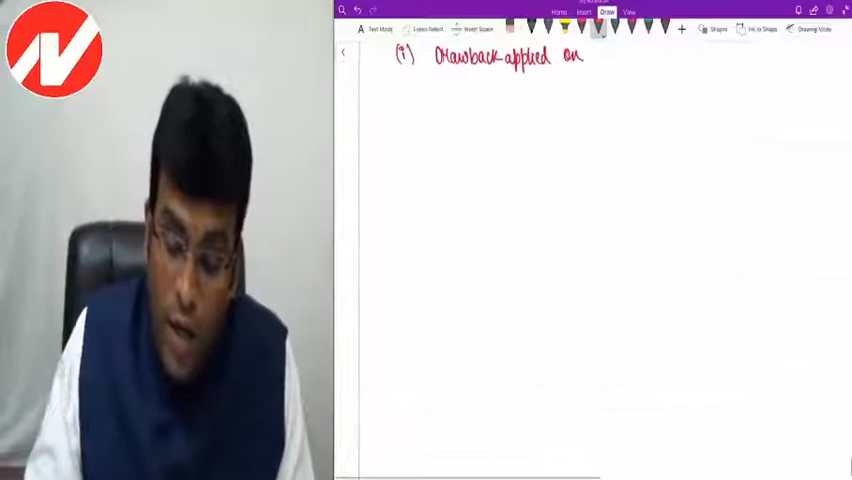 Home Insert Draw View
Text Mode Lasso Select Insert Space Shapes Ink to Shape Drawing Mode
(i) Drawback applied on